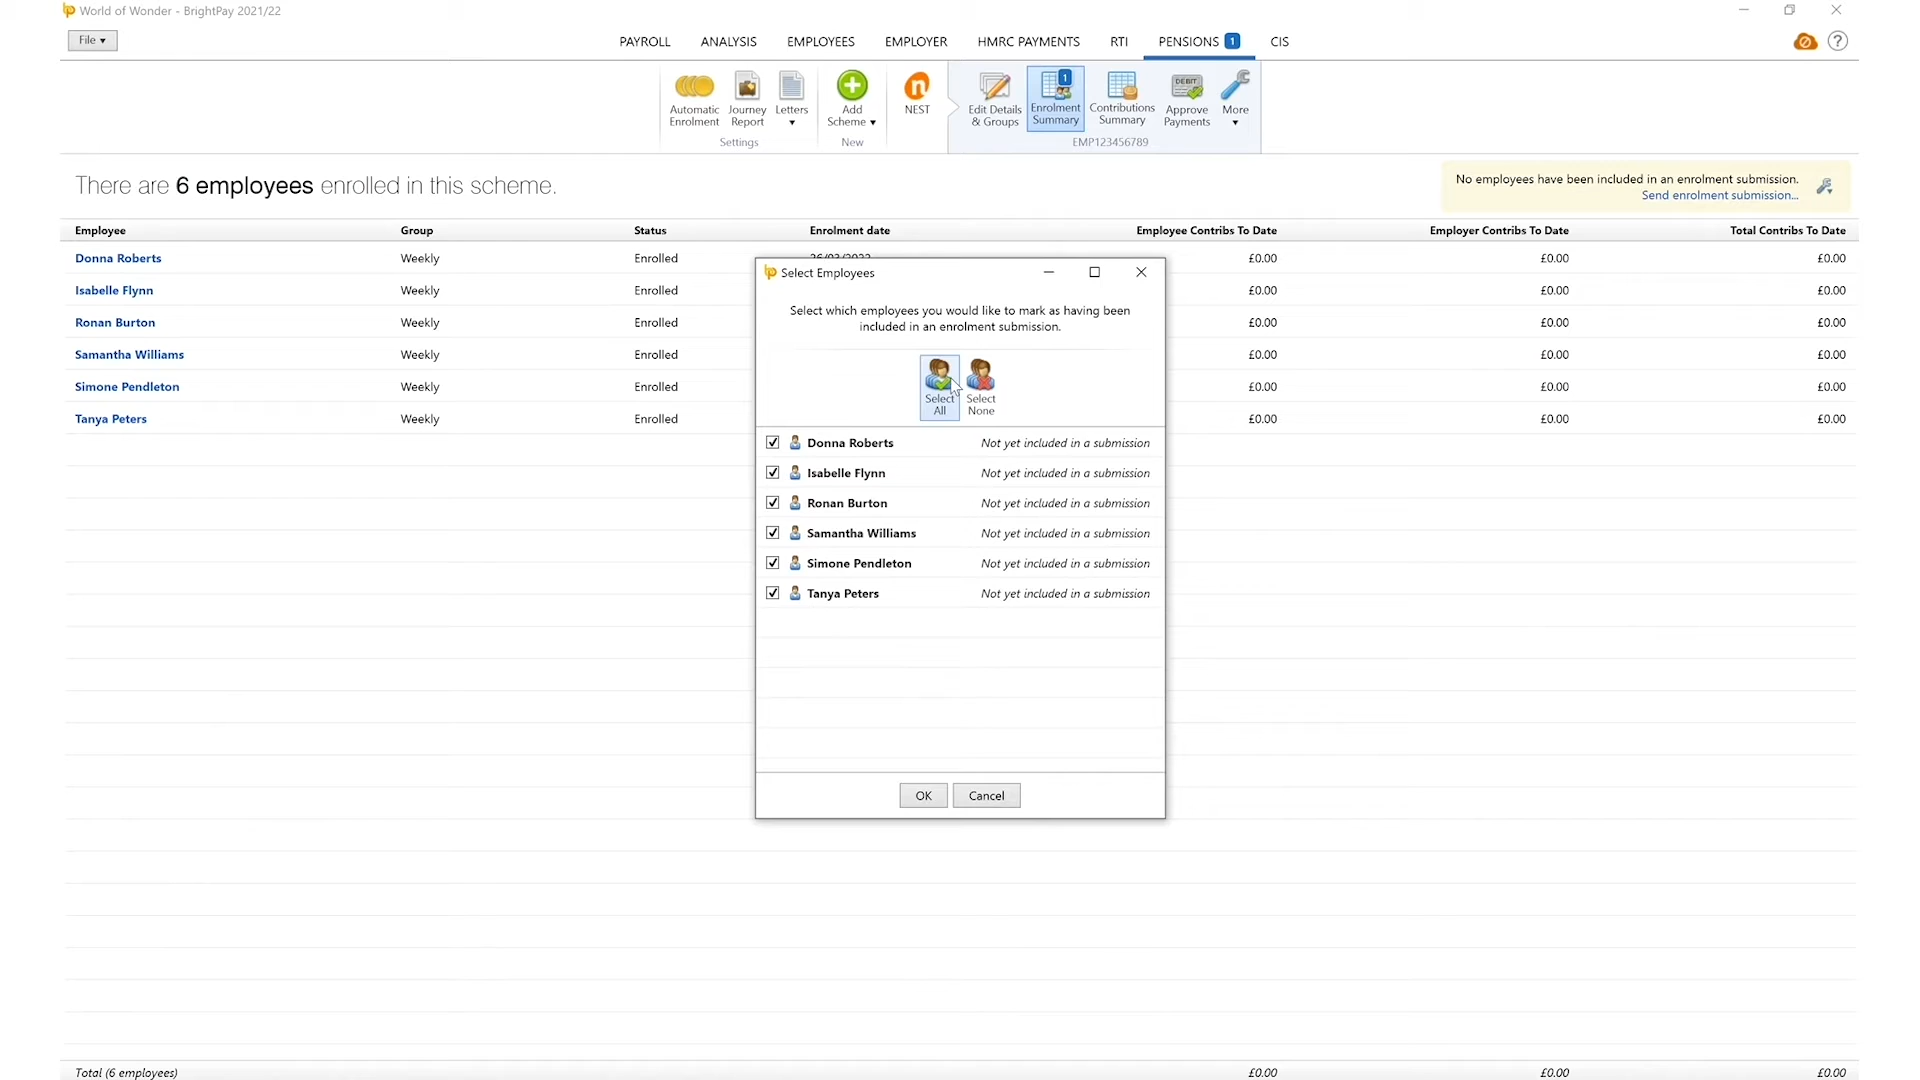 World of Wonder - BrightPay 2021/22
File
PAYROLL ANALYSIS EMPLOYEES EMPLOYER HMRC PAYMENTS RTI PENSIONS 1 CIS
?
Automatic Enrolment
Journey Report
Letters
Settings
Add Scheme
New
NEST
Edit Details & Groups
1
Enrolment Summary
Contributions Summary
DEBIT
Approve Payments
More
EMP123456789
There are 6 employees enrolled in this scheme.
No employees have been included in an enrolment submission.
Send enrolment submission...
Employee Group Status Enrolment date Employee Contribs To Date Employer Contribs To Date Total Contribs To Date
Donna Roberts Weekly Enrolled 26/03/2022 £0.00 £0.00 £0.00
Isabelle Flynn Weekly Enrolled £0.00 £0.00 £0.00
Ronan Burton Weekly Enrolled £0.00 £0.00 £0.00
Samantha Williams Weekly Enrolled £0.00 £0.00 £0.00
Simone Pendleton Weekly Enrolled £0.00 £0.00 £0.00
Tanya Peters Weekly Enrolled £0.00 £0.00 £0.00
Select Employees
Select which employees you would like to mark as having been
included in an enrolment submission.
Select All
Select None
Donna Roberts Not yet included in a submission
Isabelle Flynn Not yet included in a submission
Ronan Burton Not yet included in a submission
Samantha Williams Not yet included in a submission
Simone Pendleton Not yet included in a submission
Tanya Peters Not yet included in a submission
OK Cancel
Total (6 employees) £0.00 £0.00 £0.00